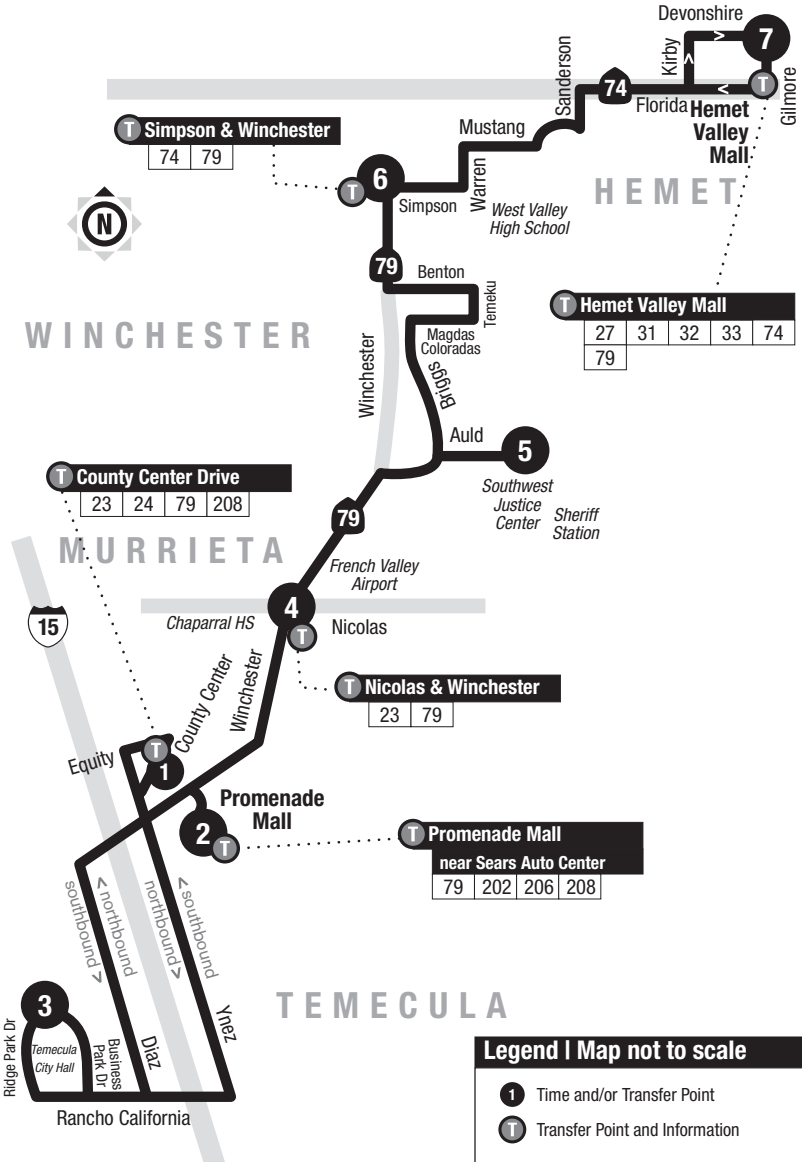 Devonshire
7
Kirby
>
>
Sanderson
74
<
T
Florida
Gilmore
Hemet
Valley
Mall
T Simpson & Winchester
74 79
Mustang
6
T
Simpson
Warren
West Valley
High School
HEMET
N
79
Benton
Temeku
T Hemet Valley Mall
27 31 32 33 74
79
WINCHESTER
Magdas
Coloradas
Winchester
Briggs
Auld
5
T County Center Drive
23 24 79 208
Southwest
Justice
Center
Sheriff
Station
79
MURRIETA
French Valley
Airport
4
Chaparral HS
Nicolas
T
15
County Center
Winchester
T Nicolas & Winchester
23 79
Equity
T
1
Promenade
Mall
2
T
T Promenade Mall
near Sears Auto Center
79 202 206 208
southbound >
< northbound
northbound >
< southbound
TEMECULA
3
Ridge Park Dr
Temecula
City Hall
Business
Park Dr
Diaz
Ynez
Rancho California
Legend | Map not to scale
1 Time and/or Transfer Point
T Transfer Point and Information